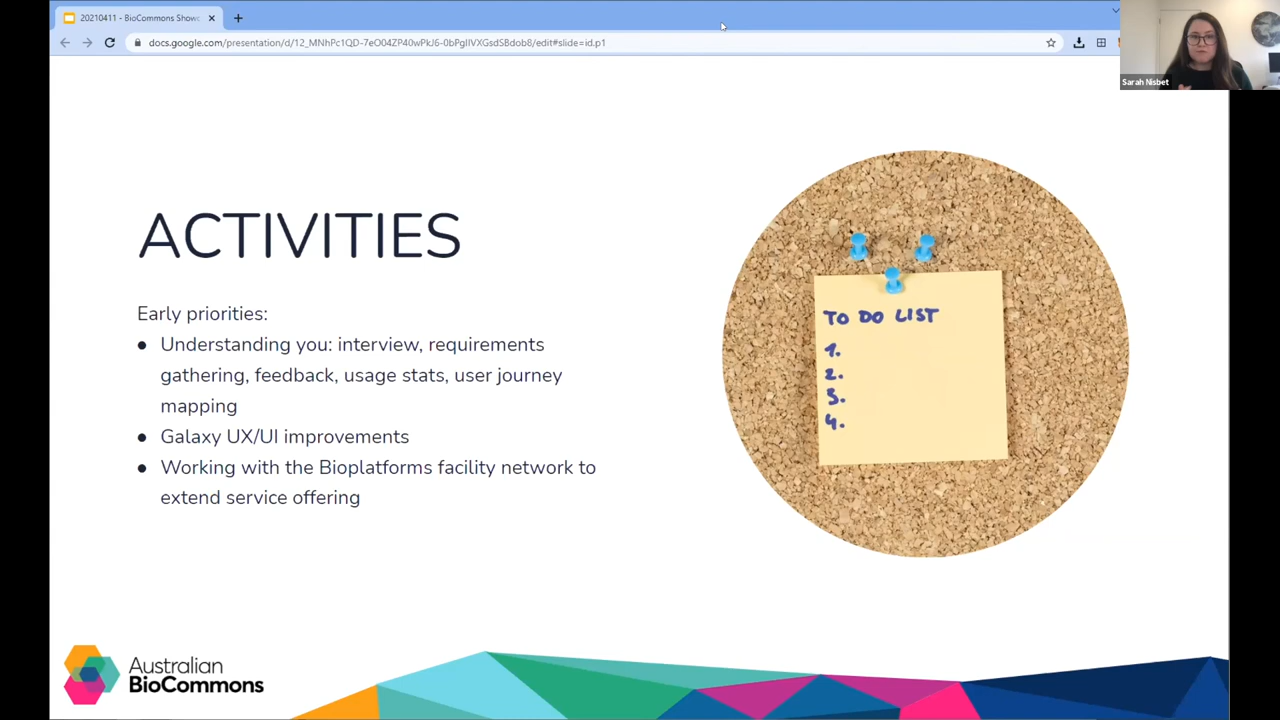 20210411 - BioCommons Showc
docs.google.com/presentation/d/12_MNhPc1QD-7eO04ZP40wPkJ6-0bPgIIVXGsdSBdob8/edit#slide=id.p1
Sarah Nisbet
ACTIVITIES
Early priorities:
● Understanding you: interview, requirements
gathering, feedback, usage stats, user journey
mapping
● Galaxy UX/UI improvements
● Working with the Bioplatforms facility network to
extend service offering
TO DO LIST
1.
2.
3.
4.
Australian
BioCommons